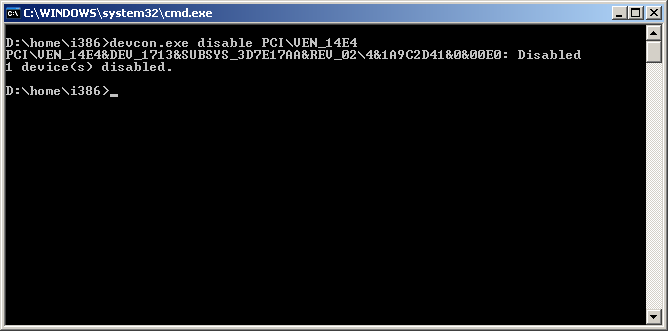 C:\WINDOWS\system32\cmd.exe
D:\home\i386>devcon.exe disable PCI\VEN_14E4
PCI\VEN_14E4&DEV_1713&SUBSYS_3D7E17AA&REV_02\4&1A9C2D41&0&00E0: Disabled
1 device(s) disabled.
D:\home\i386>_